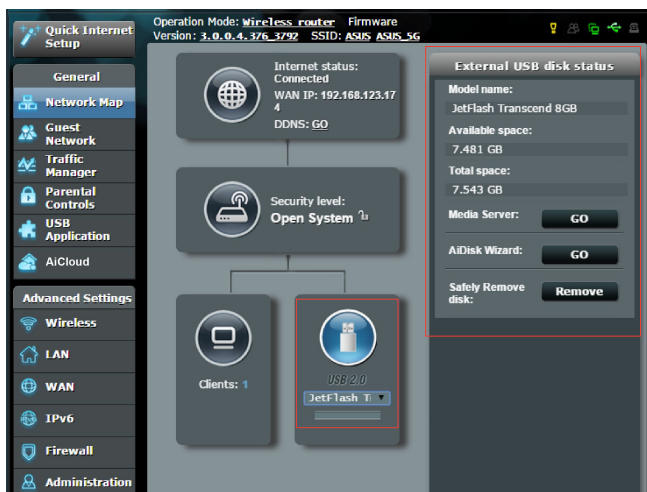 Quick Internet
Setup
General
Network Map
Guest
Network
Traffic
Manager
Parental
Controls
USB
Application
AiCloud
Advanced Settings
Wireless
LAN
WAN
IPv6
Firewall
Administration
Operation Mode: Wireless router Firmware
Version: 3.0.0.4.376_3792 SSID: ASUS ASUS_5G
Internet status:
Connected
WAN IP: 192.168.123.17
4
DDNS: GO
Security level:
Open System
Clients: 1
USB 2.0
JetFlash T
External USB disk status
Model name:
JetFlash Transcend 8GB
Available space:
7.481 GB
Total space:
7.543 GB
Media Server: GO
AiDisk Wizard: GO
Safely Remove
disk: Remove